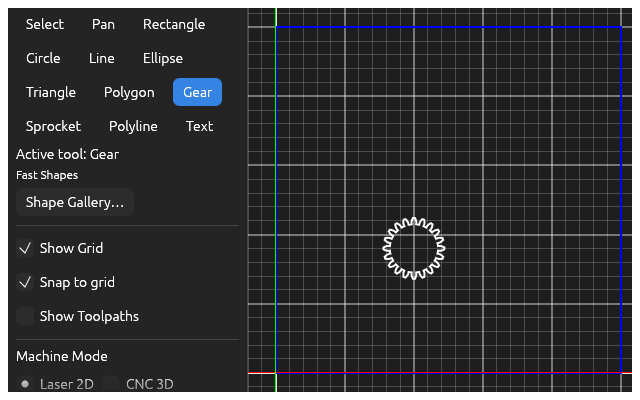 Select Pan Rectangle
Circle Line Ellipse
Triangle Polygon Gear
Sprocket Polyline Text
Active tool: Gear
Fast Shapes
Shape Gallery...
Show Grid
Snap to grid
Show Toolpaths
Machine Mode
Laser 2D CNC 3D